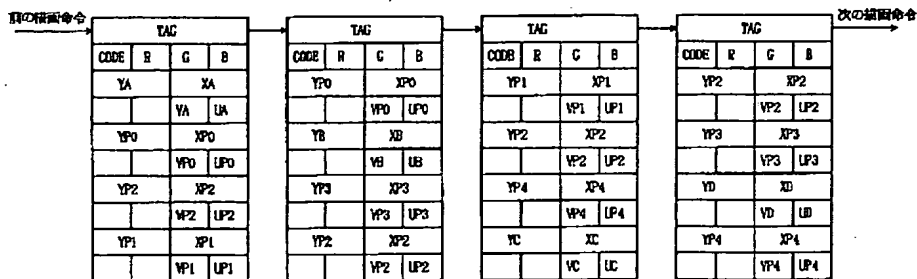 前の描画命令
次の描画命令
TAG
CODE R G B
YA XA
VA UA
YP0 XP0
VP0 UP0
YP2 XP2
VP2 UP2
YP1 XP1
VP1 UP1
TAG
CODE R G B
YP0 XP0
VP0 UP0
YB XB
VB UB
YP3 XP3
VP3 UP3
YP2 XP2
VP2 UP2
TAG
CODE R G B
YP1 XP1
VP1 UP1
YP2 XP2
VP2 UP2
YP4 XP4
VP4 UP4
YC XC
VC UC
TAG
CODE R G B
YP2 XP2
VP2 UP2
YP3 XP3
VP3 UP3
YD XD
VD UD
YP4 XP4
VP4 UP4